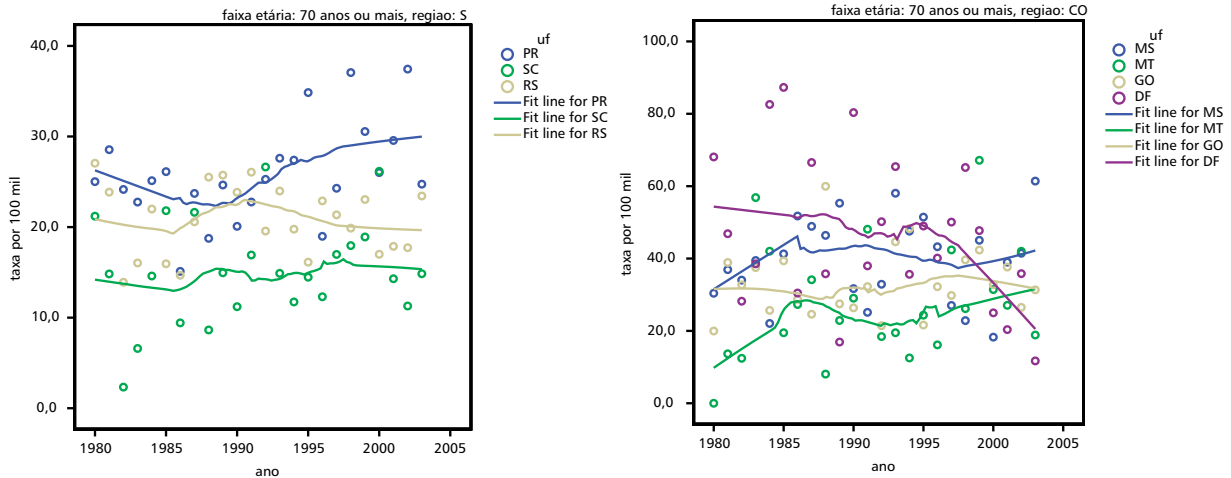 faixa etária: 70 anos ou mais, regiao: S
taxa por 100 mil
40,0
30,0
20,0
10,0
0,0
1980
1985
1990
1995
2000
2005
ano
uf
PR
SC
RS
Fit line for PR
Fit line for SC
Fit line for RS
faixa etária: 70 anos ou mais, regiao: CO
taxa por 100 mil
100,0
80,0
60,0
40,0
20,0
0,0
1980
1985
1990
1995
2000
2005
ano
uf
MS
MT
GO
DF
Fit line for MS
Fit line for MT
Fit line for GO
Fit line for DF